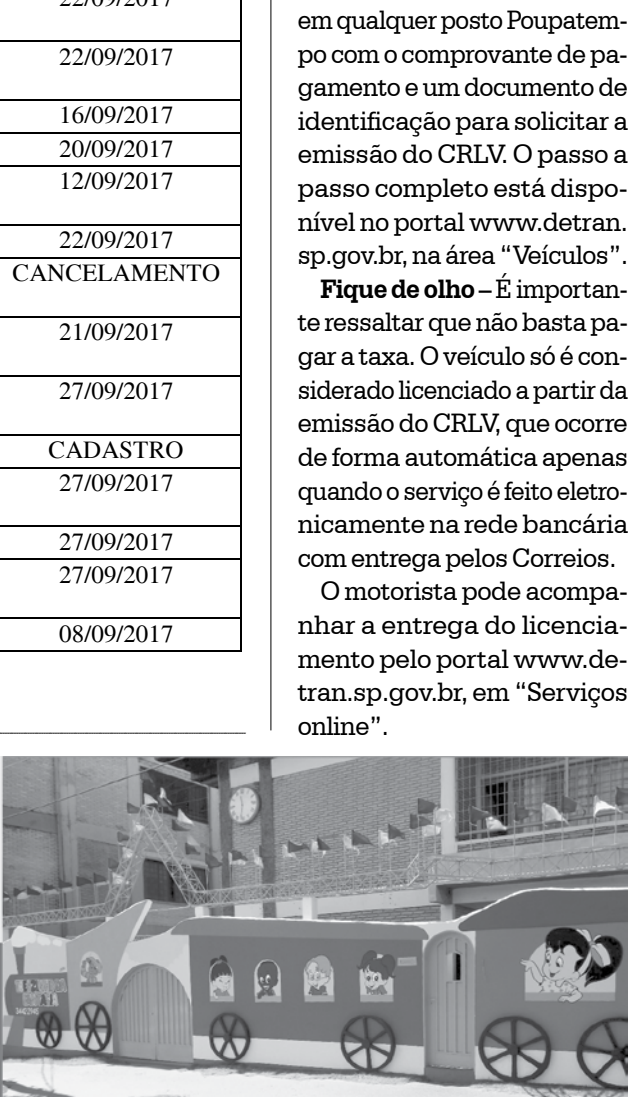 22/09/2017
22/09/2017
16/09/2017
20/09/2017
12/09/2017
22/09/2017
CANCELAMENTO
21/09/2017
27/09/2017
CADASTRO
27/09/2017
27/09/2017
27/09/2017
08/09/2017
em qualquer posto Poupatem-
po com o comprovante de pa-
gamento e um documento de
identificação para solicitar a
emissão do CRLV. O passo a
passo completo está dispo-
nível no portal www.detran.
sp.gov.br, na área “Veículos”.
Fique de olho – É importan-
te ressaltar que não basta pa-
gar a taxa. O veículo só é con-
siderado licenciado a partir da
emissão do CRLV, que ocorre
de forma automática apenas
quando o serviço é feito eletro-
nicamente na rede bancária
com entrega pelos Correios.
O motorista pode acompa-
nhar a entrega do licencia-
mento pelo portal www.de-
tran.sp.gov.br, em “Serviços
online”.